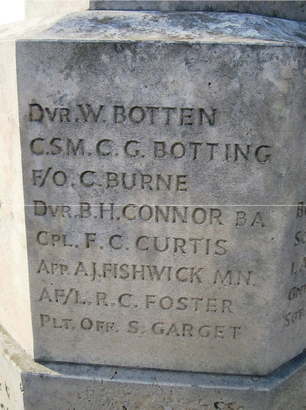 DVR. W. BOTTEN
C.S.M. C. G. BOTTING
F/O. C. BURNE
DVR. B. H. CONNOR BA
CPL. F. C. CURTIS
APP. A.J. FISHWICK M.N.
AF/L. R. C. FOSTER
PLT. OFF. S. GARGET